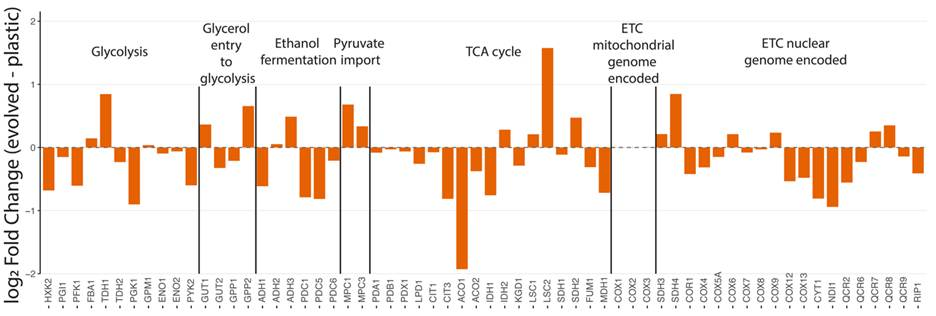 log₂ Fold Change (evolved - plastic)
2
1
0
−1
−2
Glycolysis
Glycerol
entry
to
glycolysis
Ethanol
fermentation
Pyruvate
import
TCA cycle
ETC
mitochondrial
genome
encoded
ETC nuclear
genome encoded
- HXK2
- PGI1
- PFK1
- FBA1
- TDH1
- TDH2
- PGK1
- GPM1
- ENO1
- ENO2
- PYK2
- GUT1
- GUT2
- GPP1
- GPP2
- ADH1
- ADH2
- ADH3
- PDC1
- PDC5
- PDC6
- MPC1
- MPC3
- PDA1
- PDB1
- PDX1
- LPD1
- CIT1
- CIT3
- ACO1
- ACO2
- IDH1
- IDH2
- KGD1
- LSC1
- LSC2
- SDH1
- SDH2
- FUM1
- MDH1
- COX1
- COX2
- COX3
- SDH3
- SDH4
- COR1
- COX4
- COX5A
- COX6
- COX7
- COX8
- COX9
- COX12
- COX13
- CYT1
- NDI1
- QCR2
- QCR6
- QCR7
- QCR8
- QCR9
- RIP1